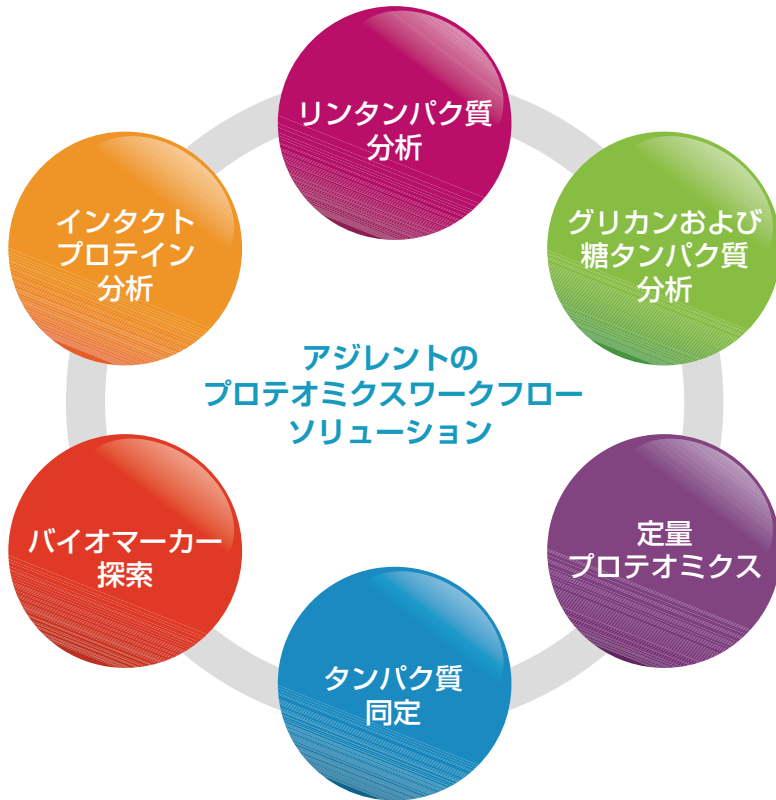 リンタンパク質
分析
インタクト
プロテイン
分析
グリカンおよび
糖タンパク質
分析
アジレントの
プロテオミクスワークフロー
ソリューション
バイオマーカー
探索
定量
プロテオミクス
タンパク質
同定